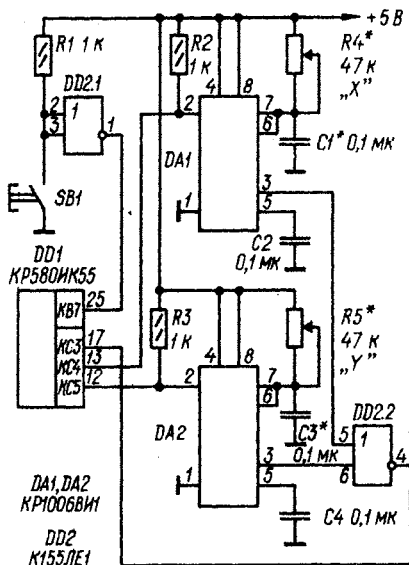 +5 В
R1 1 к
R2
1 к
R4*
47 к
„X"
DD2.1
2
3
1
1
4
8
2
7
6
C1* 0,1 мк
DA1
SB1
3
1
5
C2
0,1 мк
DD1
КР580ИК55
КВ7
25
КС3
17
КС4
13
КС5
12
R3
1 к
R5*
47 к
„Y"
4
8
2
7
6
DA2
C3*
0,1 мк
DD2.2
5
1
4
6
3
1
5
C4 0,1 мк
DA1, DA2
КР1006ВИ1
DD2
К155ЛЕ1